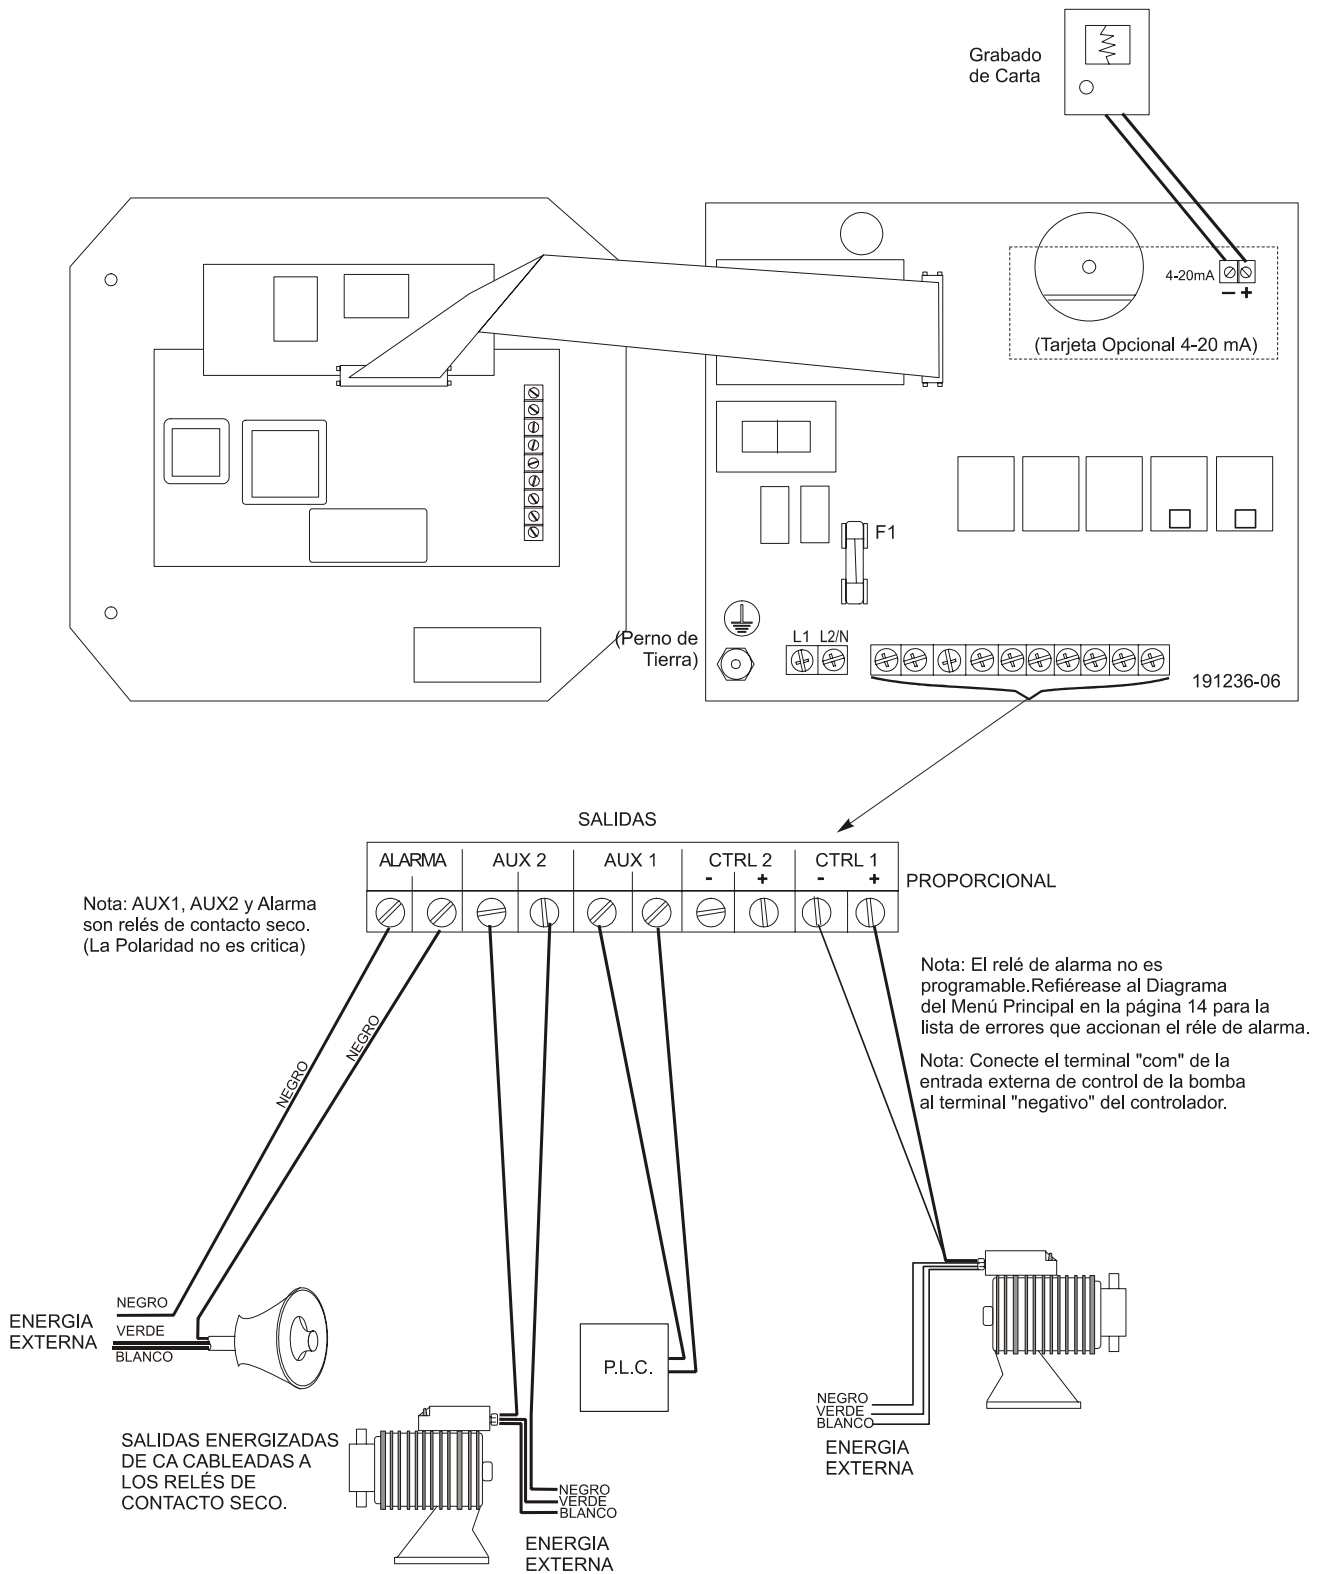 Grabado
de Carta
4-20mA
- +
(Tarjeta Opcional 4-20 mA)
F1
(Perno de
Tierra)
L1 L2/N
191236-06
SALIDAS
ALARMA AUX 2 AUX 1 CTRL 2 CTRL 1
- + - +
PROPORCIONAL
Nota: AUX1, AUX2 y Alarma
son relés de contacto seco.
(La Polaridad no es critica)
Nota: El relé de alarma no es
programable.Refiérease al Diagrama
del Menú Principal en la página 14 para la
lista de errores que accionan el réle de alarma.
Nota: Conecte el terminal "com" de la
entrada externa de control de la bomba
al terminal "negativo" del controlador.
NEGRO
NEGRO
NEGRO
VERDE
BLANCO
ENERGIA
EXTERNA
P.L.C.
SALIDAS ENERGIZADAS
DE CA CABLEADAS A
LOS RELÉS DE
CONTACTO SECO.
NEGRO
VERDE
BLANCO
ENERGIA
EXTERNA
NEGRO
VERDE
BLANCO
ENERGIA
EXTERNA